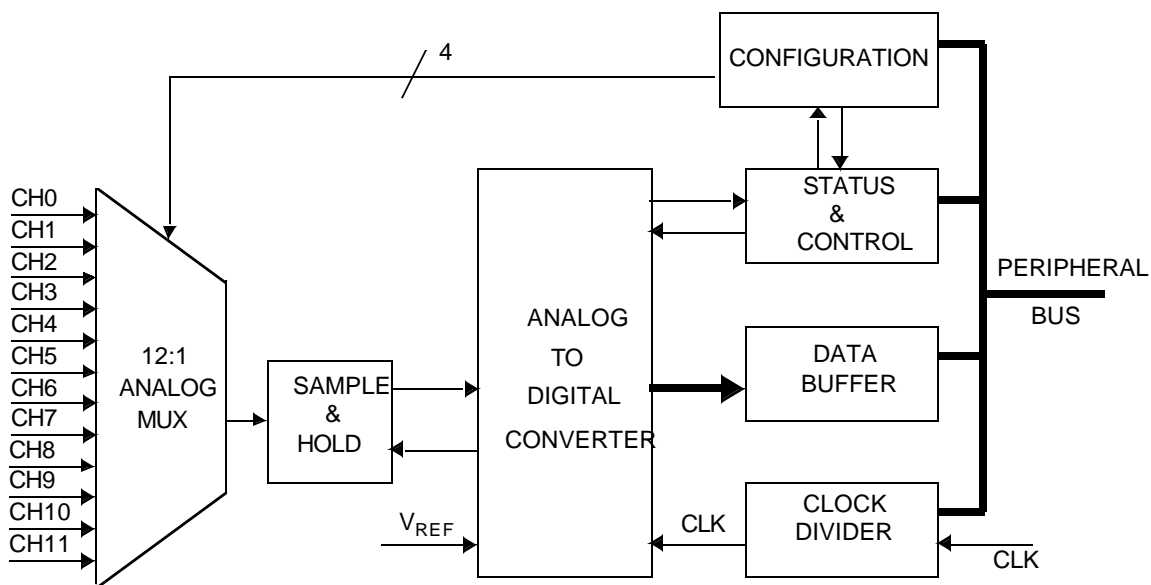 4
CONFIGURATION
CH0
CH1
CH2
CH3
CH4
CH5
CH6
CH7
CH8
CH9
CH10
CH11
12:1
ANALOG
MUX
SAMPLE
&
HOLD
VREF
ANALOG
TO
DIGITAL
CONVERTER
STATUS
&
CONTROL
DATA
BUFFER
CLOCK
DIVIDER
CLK
CLK
PERIPHERAL
BUS